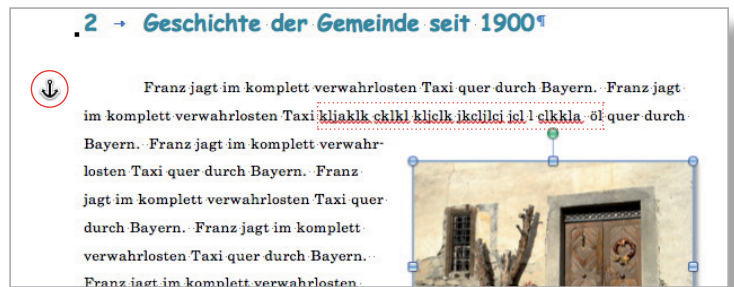 2 → Geschichte der Gemeinde seit 1900¶
Franz jagt im komplett verwahrlosten Taxi quer durch Bayern. Franz jagt
im komplett verwahrlosten Taxi kljaklk cklkl kljclk jkcljlcj jcl l clkkla öl quer durch
Bayern. Franz jagt im komplett verwahr-
losten Taxi quer durch Bayern. Franz
jagt im komplett verwahrlosten Taxi quer
durch Bayern. Franz jagt im komplett
verwahrlosten Taxi quer durch Bayern.
Franz jagt im komplett verwahrlosten